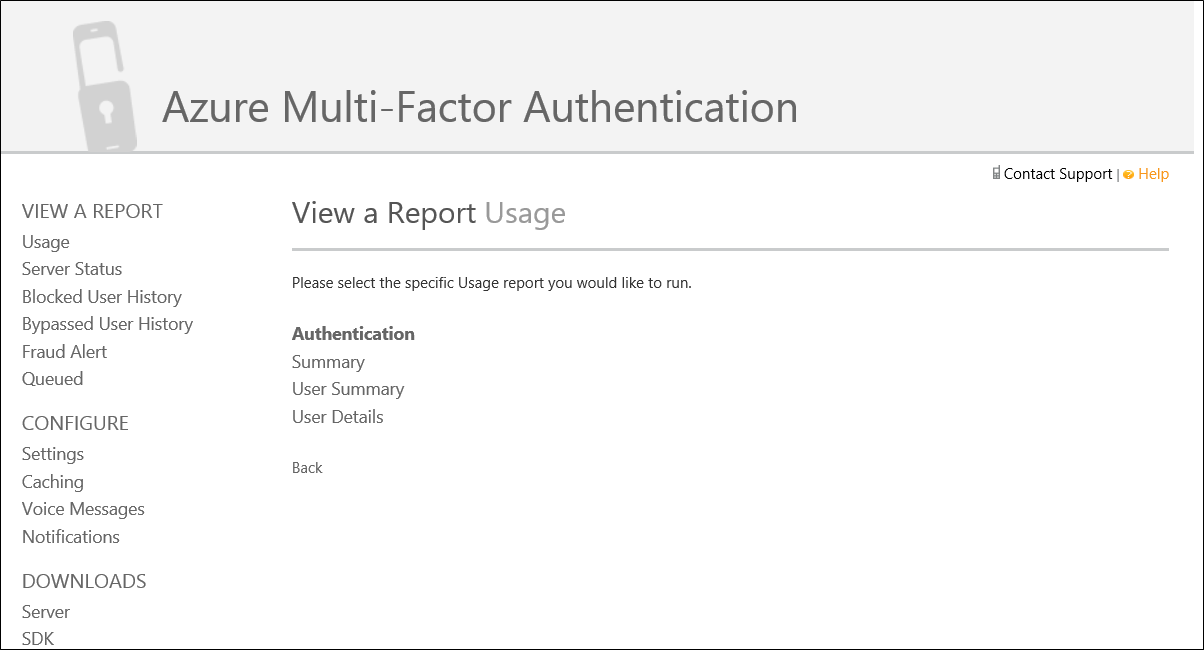 Azure Multi-Factor Authentication
Contact Support | Help
VIEW A REPORT
Usage
Server Status
Blocked User History
Bypassed User History
Fraud Alert
Queued
CONFIGURE
Settings
Caching
Voice Messages
Notifications
DOWNLOADS
Server
SDK
View a Report Usage
Please select the specific Usage report you would like to run.
Authentication
Summary
User Summary
User Details
Back